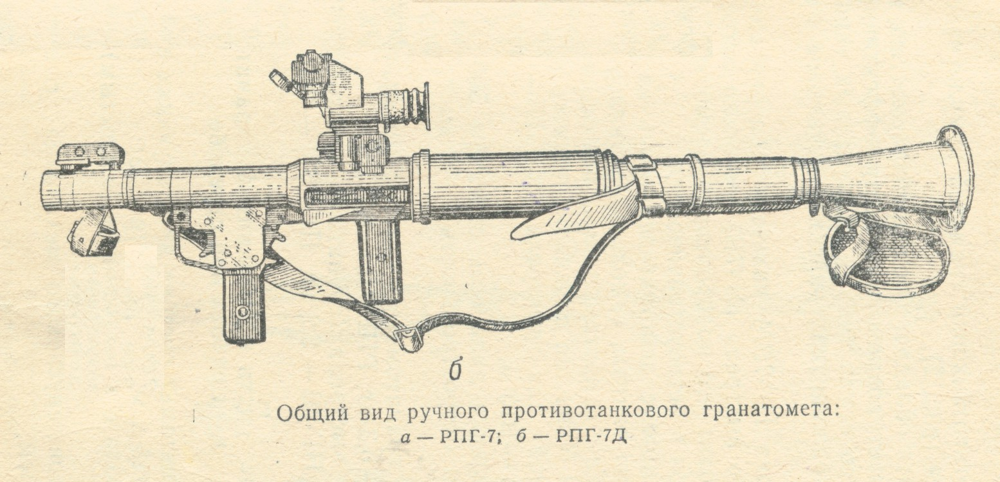 б
Общий вид ручного противотанкового гранатомета:
а — РПГ-7; б — РПГ-7Д